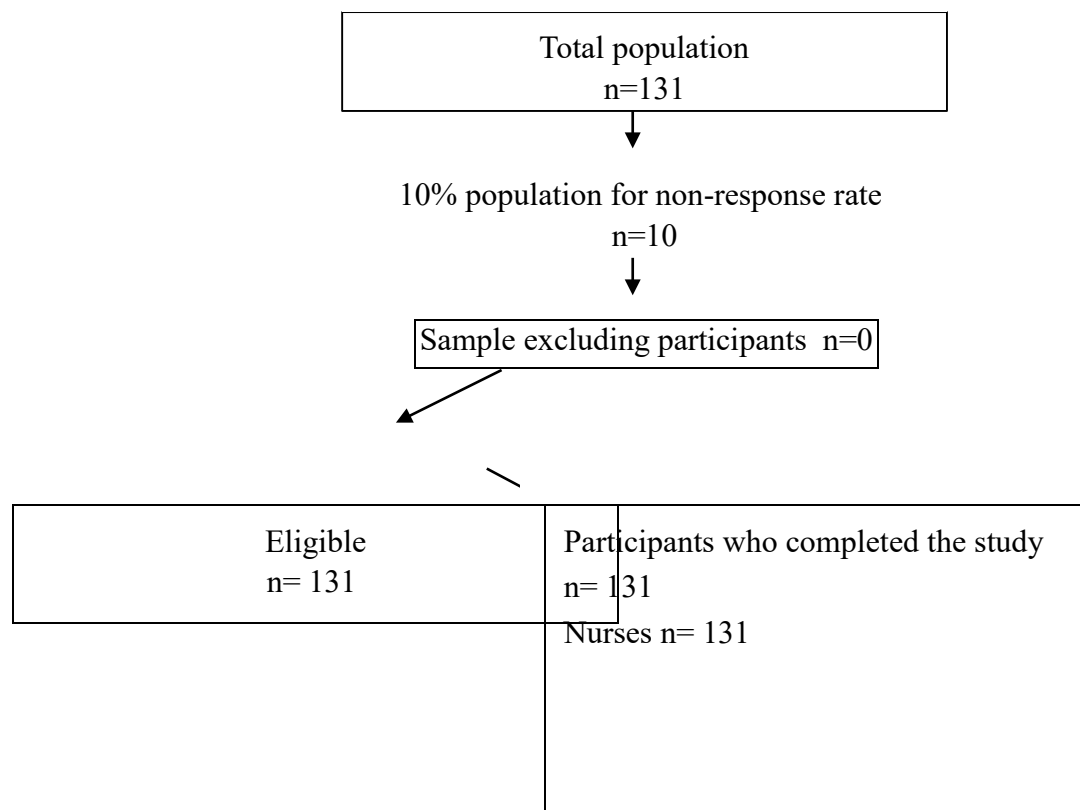 Total population
n=131
10% population for non-response rate
n=10
Sample excluding participants n=0
Eligible
n= 131
Participants who completed the study
n= 131
Nurses n= 131